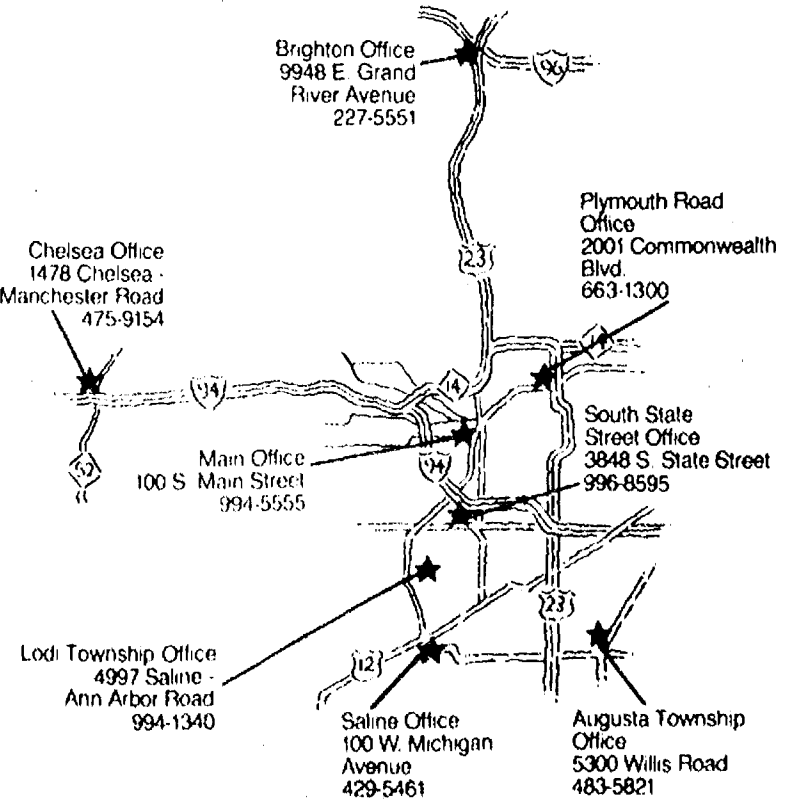 Brighton Office
9948 E. Grand
River Avenue
227-5551
96
Plymouth Road
Office
2001 Commonwealth
Blvd.
663-1300
23
Chelsea Office
1478 Chelsea -
Manchester Road
475-9154
14
94
14
52
South State
Street Office
3848 S. State Street
996-8595
Main Office
100 S Main Street
994-5555
94
23
Lodi Township Office
4997 Saline -
Ann Arbor Road
994-1340
12
Saline Office
100 W. Michigan
Avenue
429-5461
Augusta Township
Office
5300 Willis Road
483-5821